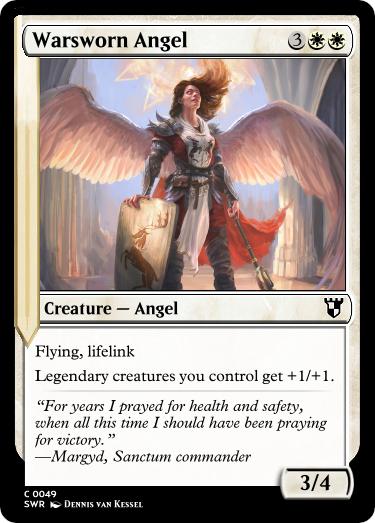 Warsworn Angel 3
Creature — Angel
Flying, lifelink
Legendary creatures you control get +1/+1.
“For years I prayed for health and safety,
when all this time I should have been praying
for victory.”
—Margyd, Sanctum commander
3/4
C 0049
SWR Dennis van Kessel